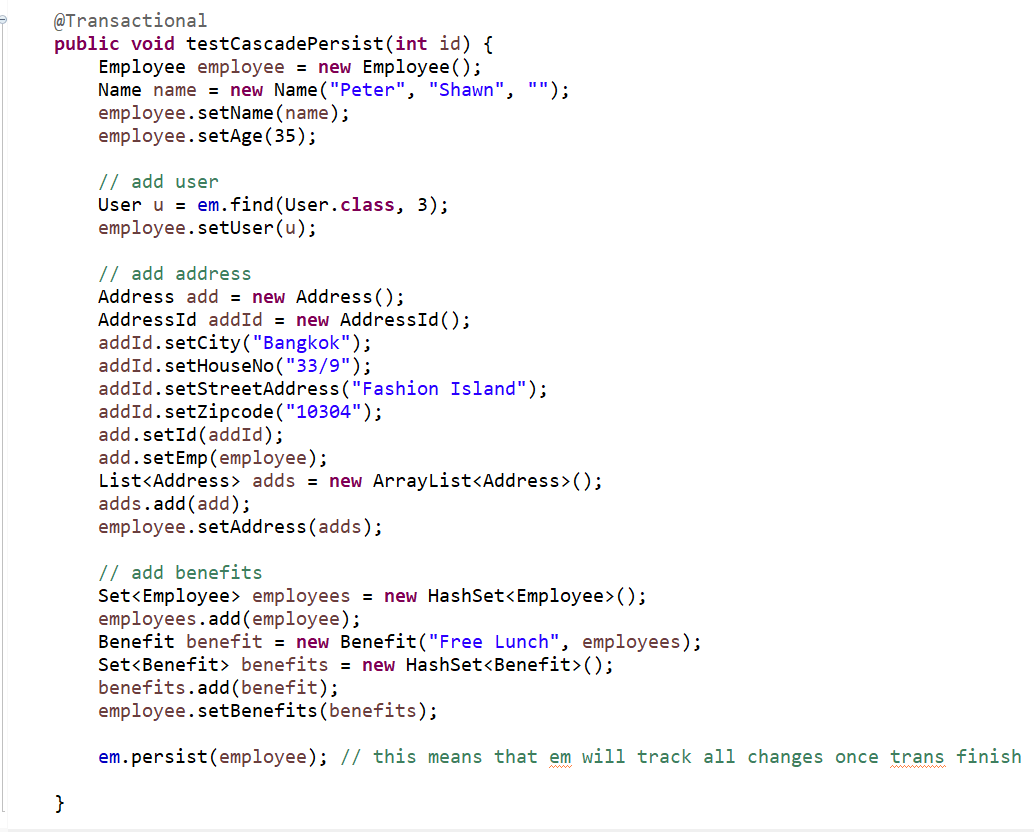 @Transactional
public void testCascadePersist(int id) {
Employee employee = new Employee();
Name name = new Name("Peter", "Shawn", "");
employee.setName(name);
employee.setAge(35);
// add user
User u = em.find(User.class, 3);
employee.setUser(u);
// add address
Address add = new Address();
AddressId addId = new AddressId();
addId.setCity("Bangkok");
addId.setHouseNo("33/9");
addId.setStreetAddress("Fashion Island");
addId.setZipcode("10304");
add.setId(addId);
add.setEmp(employee);
List<Address> adds = new ArrayList<Address>();
adds.add(add);
employee.setAddress(adds);
// add benefits
Set<Employee> employees = new HashSet<Employee>();
employees.add(employee);
Benefit benefit = new Benefit("Free Lunch", employees);
Set<Benefit> benefits = new HashSet<Benefit>();
benefits.add(benefit);
employee.setBenefits(benefits);
em.persist(employee); // this means that em will track all changes once trans finish
}